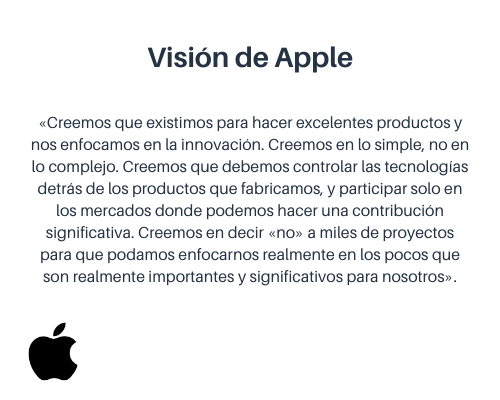 Visión de Apple
«Creemos que existimos para hacer excelentes productos y
nos enfocamos en la innovación. Creemos en lo simple, no en
lo complejo. Creemos que debemos controlar las tecnologías
detrás de los productos que fabricamos, y participar solo en
los mercados donde podemos hacer una contribución
significativa. Creemos en decir «no» a miles de proyectos
para que podamos enfocarnos realmente en los pocos que
son realmente importantes y significativos para nosotros».